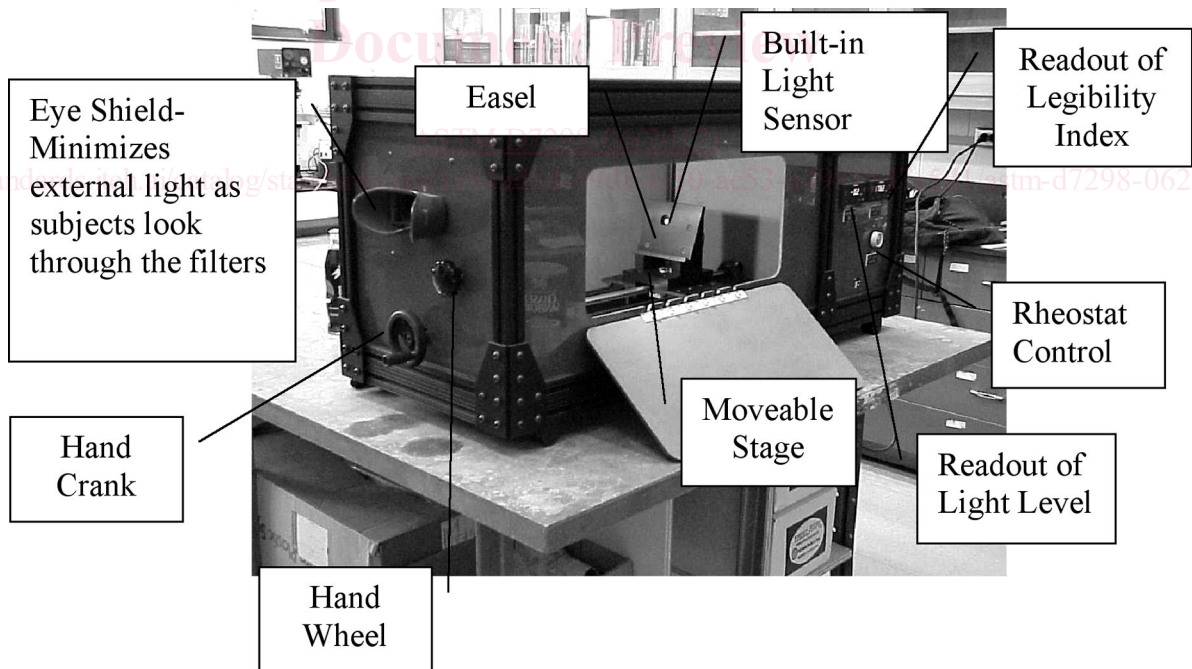 Document Preview
Eye Shield-
Minimizes
external light as
subjects look
through the filters
Easel
Built-in
Light
Sensor
Readout of
Legibility
Index
Hand
Crank
Hand
Wheel
Moveable
Stage
Rheostat
Control
Readout of
Light Level